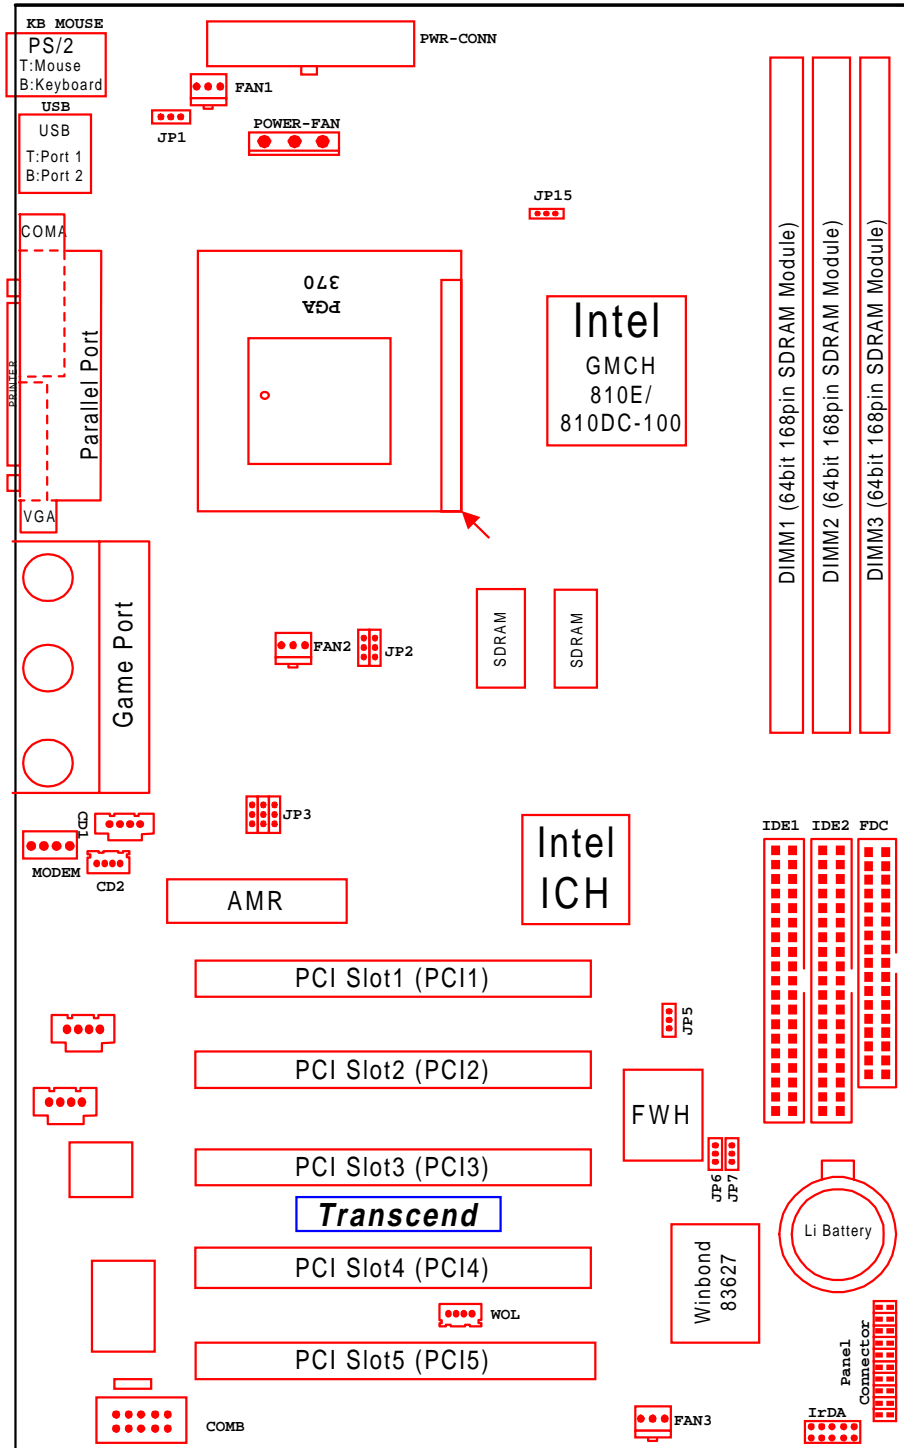 KB MOUSE
PS/2
T:Mouse
B:Keyboard
PWR-CONN
FAN1
JP1
POWER-FAN
USB
USB
T:Port 1
B:Port 2
JP15
COMA
PRINTER
Parallel Port
VGA
PGA
370
Intel
GMCH
810E/
810DC-100
DIMM1 (64bit 168pin SDRAM Module)
DIMM2 (64bit 168pin SDRAM Module)
DIMM3 (64bit 168pin SDRAM Module)
Game Port
FAN2
JP2
SDRAM
SDRAM
CD1
MODEM
CD2
JP3
AMR
Intel
ICH
IDE1
IDE2
FDC
PCI Slot1 (PCI1)
JP5
PCI Slot2 (PCI2)
FWH
PCI Slot3 (PCI3)
JP6
JP7
Transcend
Li Battery
PCI Slot4 (PCI4)
Winbond
83627
WOL
PCI Slot5 (PCI5)
Panel
Connector
COMB
FAN3
IrDA